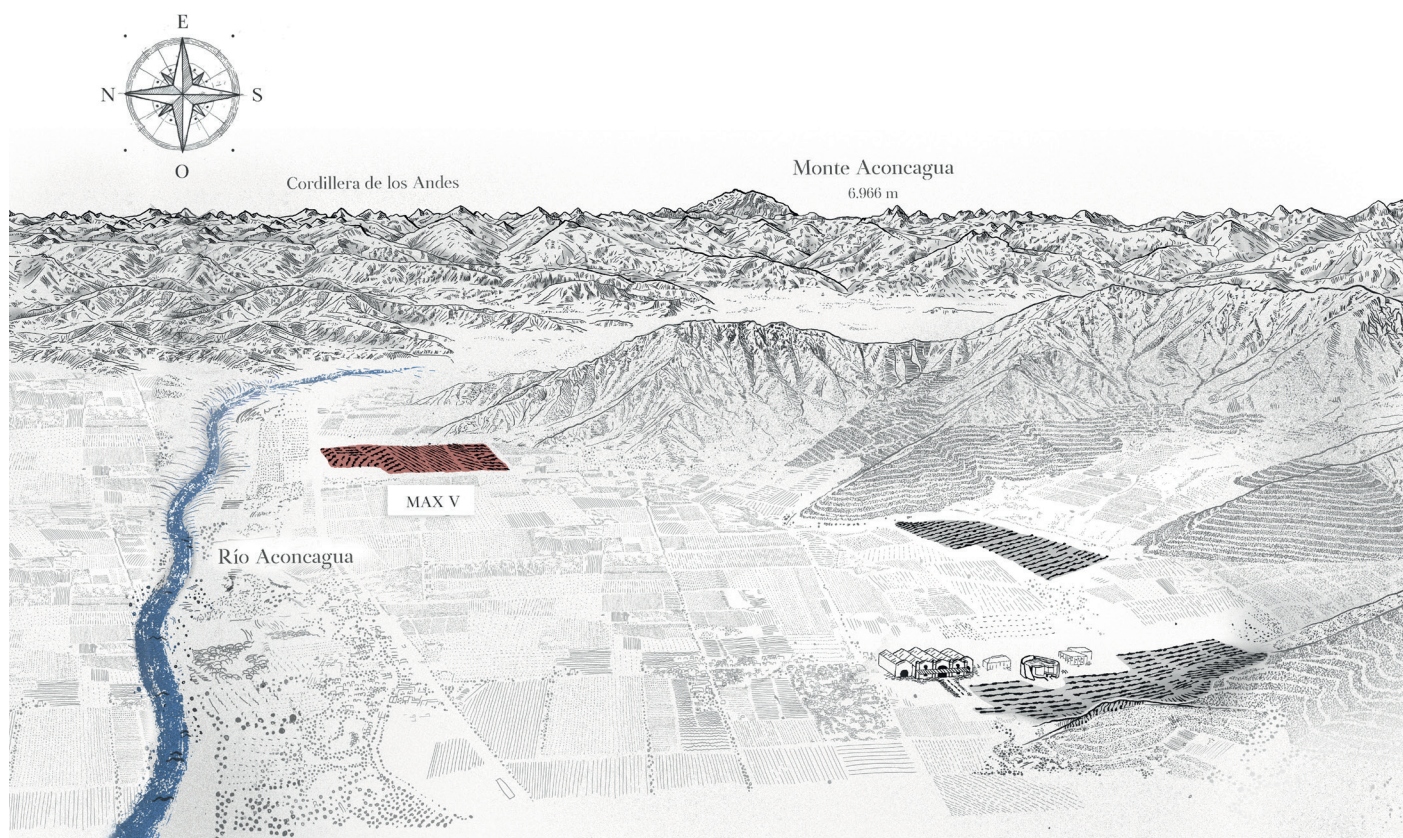 E
N
S
O
Monte Aconcagua
6.966 m
Cordillera de los Andes
MAX V
Río Aconcagua